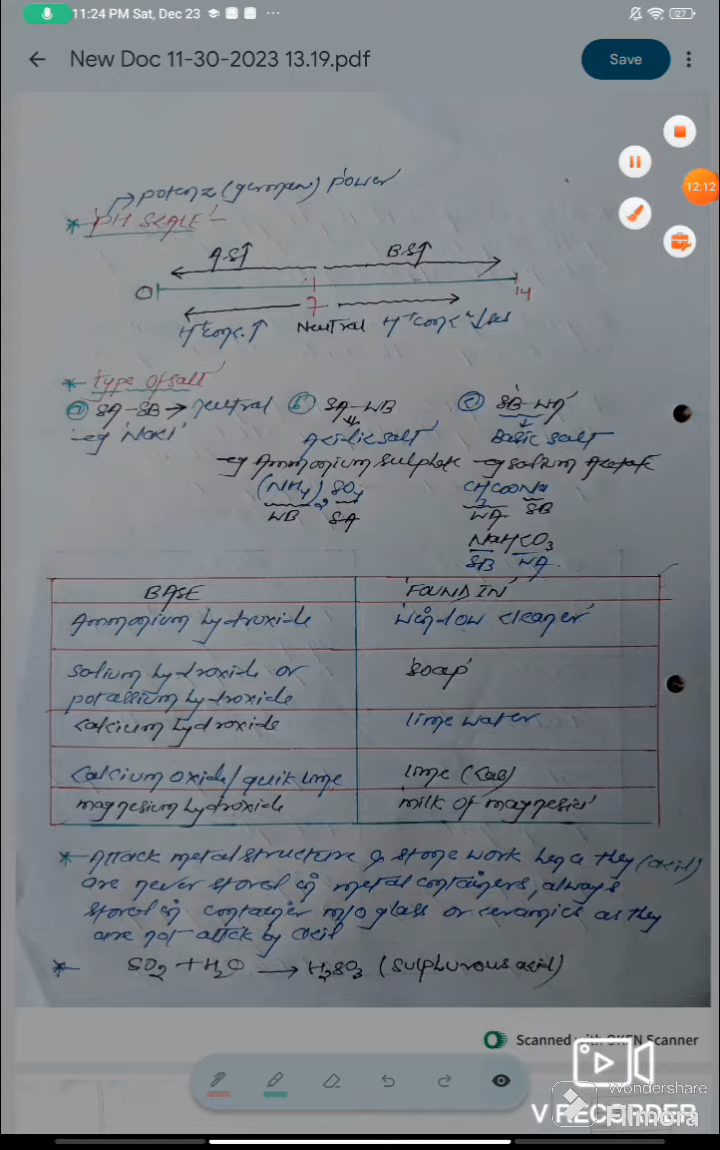 11:24 PM Sat, Dec 23 ...
27
New Doc 11-30-2023 13.19.pdf
Save
12:12
potenz (german) power
* 'PH SCALE' -
A.S↑ B.S↑
0 7 14
H⁺conc.↑ Neutral H⁺conc↓
* type of salt
(a) SA-SB → neutral (b) SA-WB (c) SB-WA
-eg 'NaCl' Acidic salt Basic salt
-eg Ammonium sulphate -eg sodium Acetate
(NH₄)₂SO₄ CH₃COONa
WB SA WA SB
NaHCO₃
SB WA
BASE 'FOUND IN'
Ammonium hydroxide window cleaner
sodium hydroxide or 'soap'
potassium hydroxide
calcium hydroxide lime water
calcium oxide/quik lime lime (CaO)
magnesium hydroxide milk of magnesia
* Attack metal structure & stone work hence they (acid)
are never stored in metal containers, always
stored in container m/o glass or ceramics as they
are not attack by acid
* SO₂ + H₂O → H₂SO₃ (sulphurous acid)
Scanned with OKEN Scanner
Wondershare
V RECORDER
Filmora